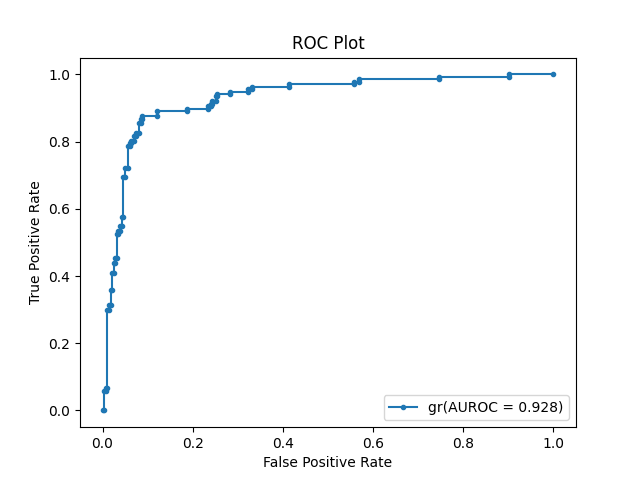 ROC Plot
1.0
0.8
0.6
0.4
0.2
0.0
True Positive Rate
gr(AUROC = 0.928)
0.0 0.2 0.4 0.6 0.8 1.0
False Positive Rate